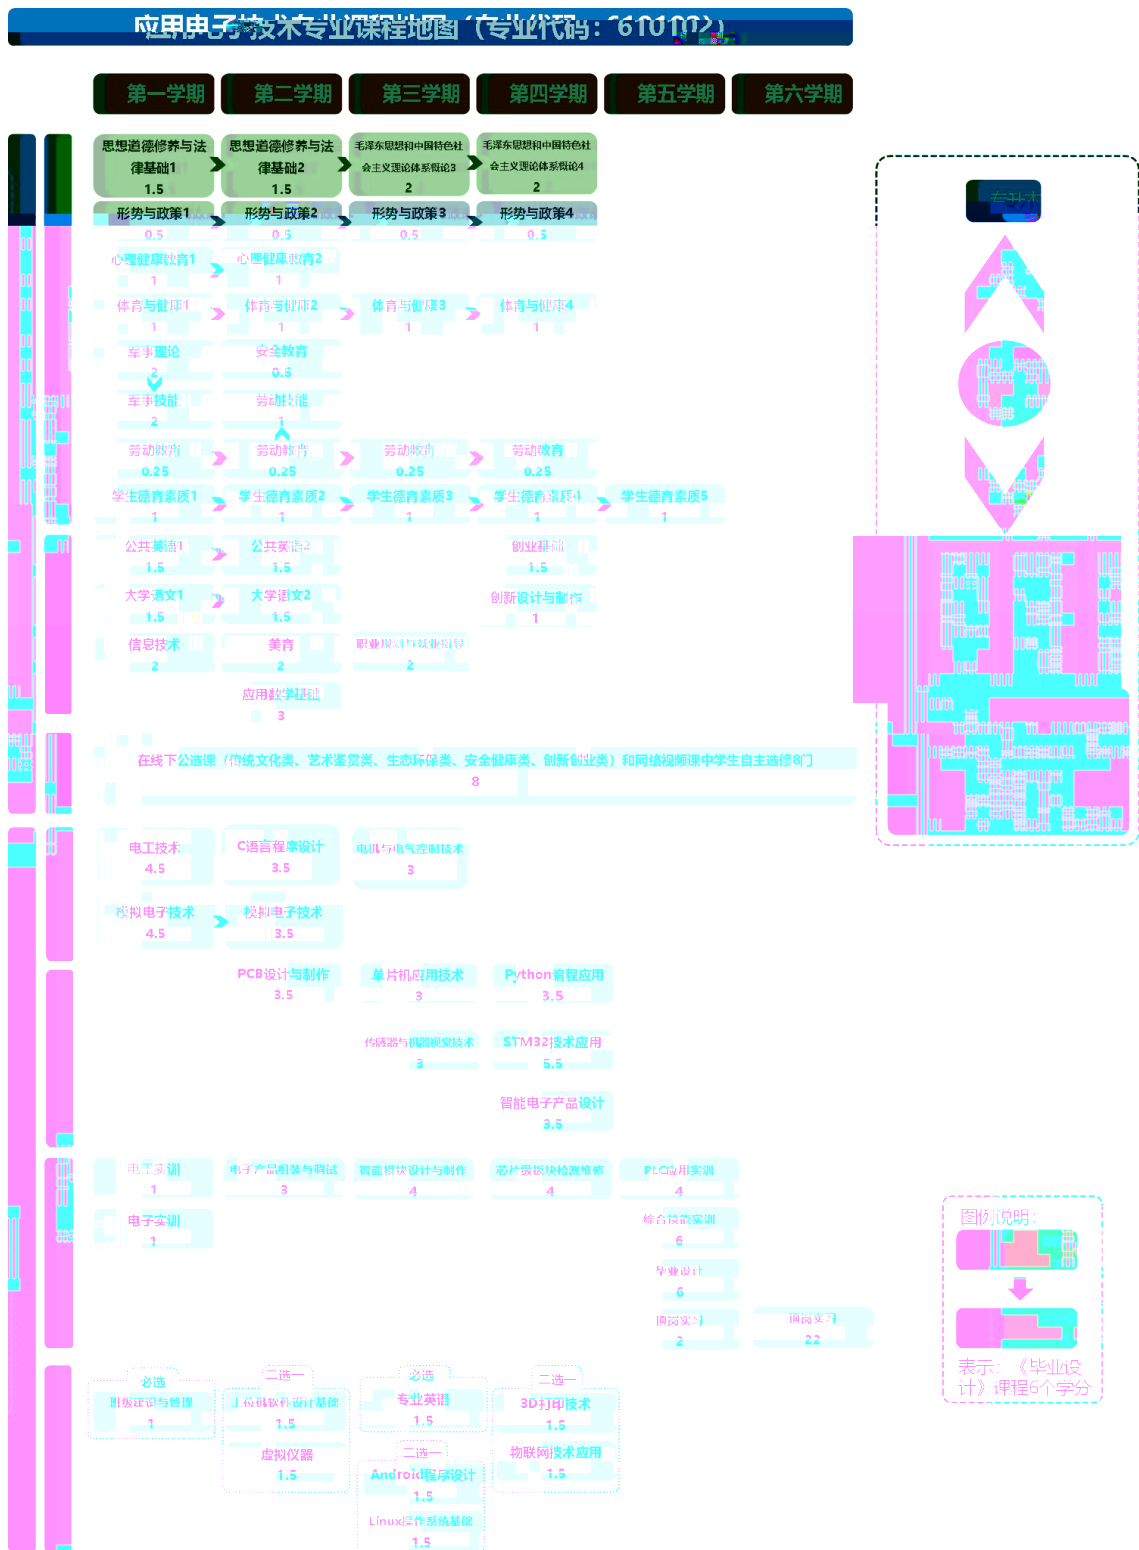 应用电子技术专业课程地图（专业代码：610102）
第一学期 第二学期 第三学期 第四学期 第五学期 第六学期
思想道德修养与法 思想道德修养与法 毛泽东思想和中国特色社 毛泽东思想和中国特色社
律基础1 律基础2 会主义理论体系概论3 会主义理论体系概论4
1.5 1.5 2 2
专升本
形势与政策1 形势与政策2 形势与政策3 形势与政策4
0.5 0.5 0.5 0.5
心理健康教育1 心理健康教育2
1 1
体育与健康1 体育与健康2 体育与健康3 体育与健康4
1 1 1 1
军事理论 安全教育
2 0.5
军事技能 劳动技能
2 1
劳动教育 劳动教育 劳动教育 劳动教育
0.25 0.25 0.25 0.25
学生德育素质1 学生德育素质2 学生德育素质3 学生德育素质4 学生德育素质5
1 1 1 1 1
公共英语1 公共英语2 创业基础
1.5 1.5 1.5
大学语文1 大学语文2 创新设计与制作
1.5 1.5 1
信息技术 美育 职业规划与就业指导
2 2 2
应用数学基础
3
在线下公选课（传统文化类、艺术鉴赏类、生态环保类、安全健康类、创新创业类）和网络视频课中学生自主选修8门
8
电工技术 C语言程序设计 电机与电气控制技术
4.5 3.5 3
模拟电子技术 模拟电子技术
4.5 3.5
PCB设计与制作 单片机应用技术 Python编程应用
3.5 3 3.5
传感器与机器视觉技术 STM32技术应用
3 5.5
智能电子产品设计
3.5
电工实训 电子产品组装与调试 智能模块设计与制作 芯片级板块检测维修 PLC应用实训
1 3 4 4 4
电子实训 综合技能实训
1 6
毕业设计
6
顶岗实习 顶岗实习
2 22
图例说明：
表示：《毕业设
计》课程6个学分
必选 二选一 必选 二选一
班级建设与管理 上位机软件设计基础 专业英语 3D打印技术
1 1.5 1.5 1.5
虚拟仪器 二选一 物联网技术应用
1.5 1.5
Android程序设计
1.5
Linux操作系统基础
1.5